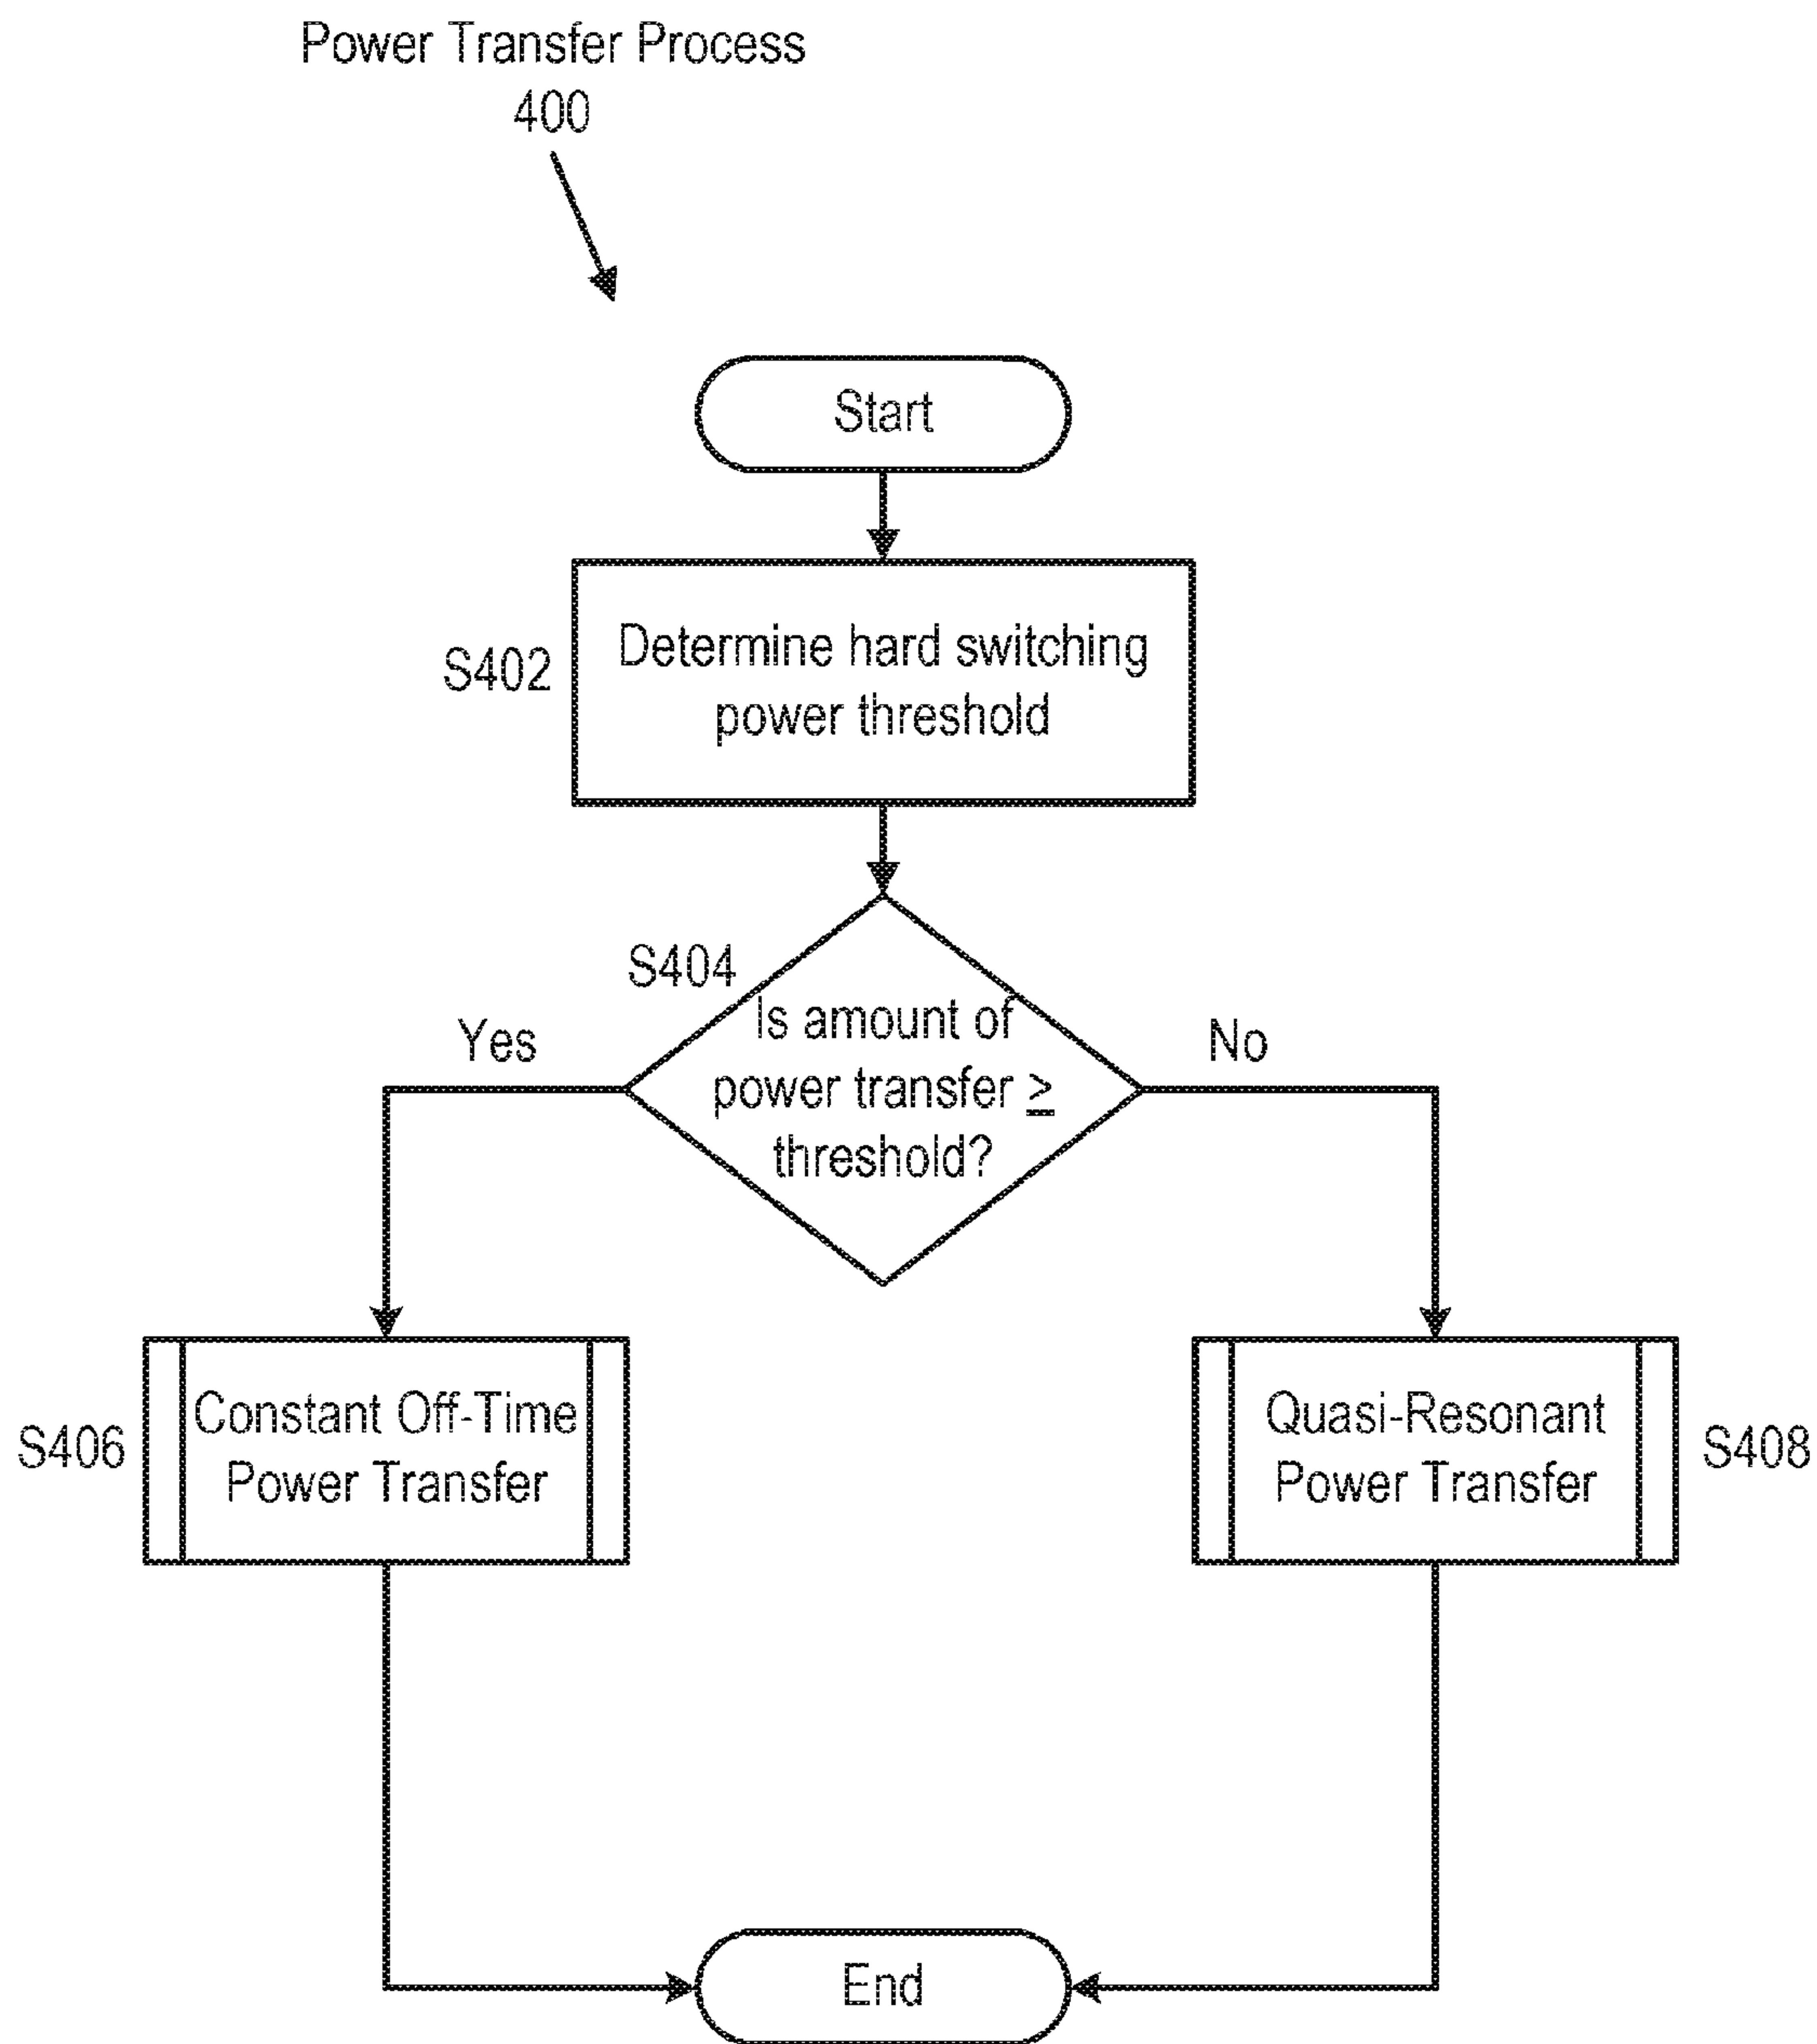 Power Transfer Process
400
Start
S402
Determine hard switching
power threshold
S404
Is amount of
power transfer ≥
threshold?
Yes
No
S406
Constant Off-Time
Power Transfer
Quasi-Resonant
Power Transfer
S408
End